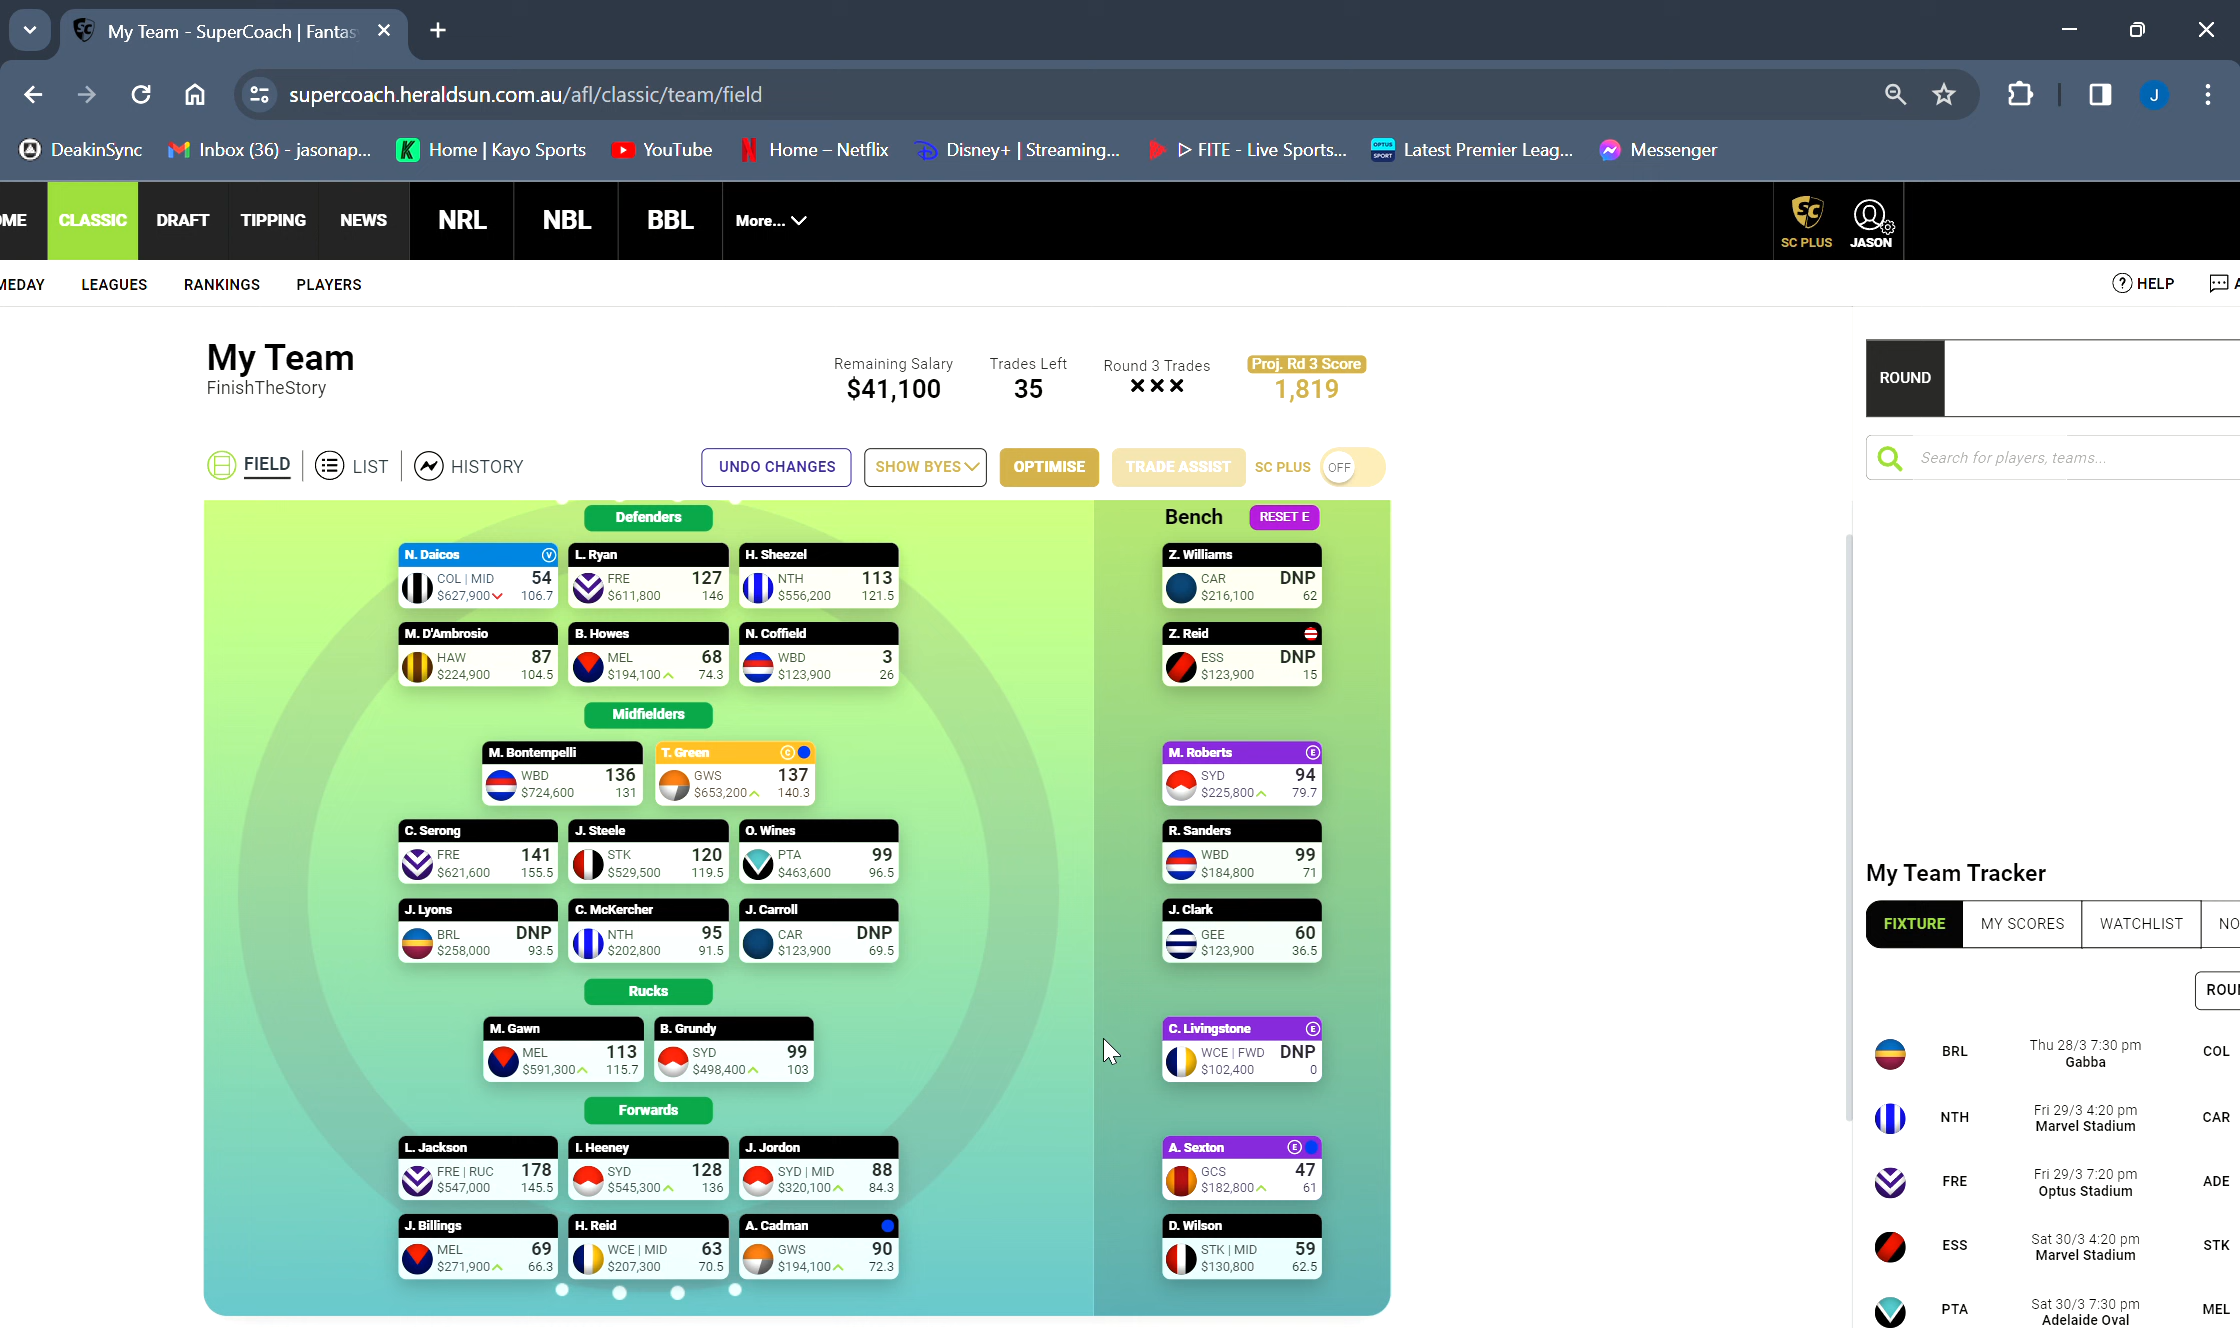 My Team - SuperCoach | Fantas
supercoach.heraldsun.com.au/afl/classic/team/field
DeakinSync
Inbox (36) - jasonap...
Home | Kayo Sports
YouTube
Home – Netflix
Disney+ | Streaming...
FITE - Live Sports...
OPTUS SPORT
Latest Premier Leag...
Messenger
J
OME
CLASSIC
DRAFT
TIPPING
NEWS
NRL
NBL
BBL
More...
SC
SC PLUS
JASON
MEDAY
LEAGUES
RANKINGS
PLAYERS
HELP
My Team
FinishTheStory
Remaining Salary
$41,100
Trades Left
35
Round 3 Trades
Proj. Rd 3 Score
1,819
ROUND
Search for players, teams...
FIELD
LIST
HISTORY
UNDO CHANGES
SHOW BYES
OPTIMISE
TRADE ASSIST
SC PLUS
OFF
Defenders
Bench
RESET E
N. Daicos V
COL | MID 54
$627,900 106.7
L. Ryan
FRE 127
$611,800 146
H. Sheezel
NTH 113
$556,200 121.5
Z. Williams
CAR DNP
$216,100 62
M. D'Ambrosio
HAW 87
$224,900 104.5
B. Howes
MEL 68
$194,100 74.3
N. Coffield
WBD 3
$123,900 26
Z. Reid
ESS DNP
$123,900 15
Midfielders
M. Bontempelli
WBD 136
$724,600 131
T. Green C
GWS 137
$653,200 140.3
M. Roberts E
SYD 94
$225,800 79.7
C. Serong
FRE 141
$621,600 155.5
J. Steele
STK 120
$529,500 119.5
O. Wines
PTA 99
$463,600 96.5
R. Sanders
WBD 99
$184,800 71
J. Lyons
BRL DNP
$258,000 93.5
C. McKercher
NTH 95
$202,800 91.5
J. Carroll
CAR DNP
$123,900 69.5
J. Clark
GEE 60
$123,900 36.5
Rucks
M. Gawn
MEL 113
$591,300 115.7
B. Grundy
SYD 99
$498,400 103
C. Livingstone E
WCE | FWD DNP
$102,400 0
Forwards
L. Jackson
FRE | RUC 178
$547,000 145.5
I. Heeney
SYD 128
$545,300 136
J. Jordon
SYD | MID 88
$320,100 84.3
A. Sexton E
GCS 47
$182,800 61
J. Billings
MEL 69
$271,900 66.3
H. Reid
WCE | MID 63
$207,300 70.5
A. Cadman
GWS 90
$194,100 72.3
D. Wilson
STK | MID 59
$130,800 62.5
My Team Tracker
FIXTURE
MY SCORES
WATCHLIST
NO
ROU
BRL
Thu 28/3 7:30 pm
Gabba
COL
NTH
Fri 29/3 4:20 pm
Marvel Stadium
CAR
FRE
Fri 29/3 7:20 pm
Optus Stadium
ADE
ESS
Sat 30/3 4:20 pm
Marvel Stadium
STK
PTA
Sat 30/3 7:30 pm
Adelaide Oval
MEL